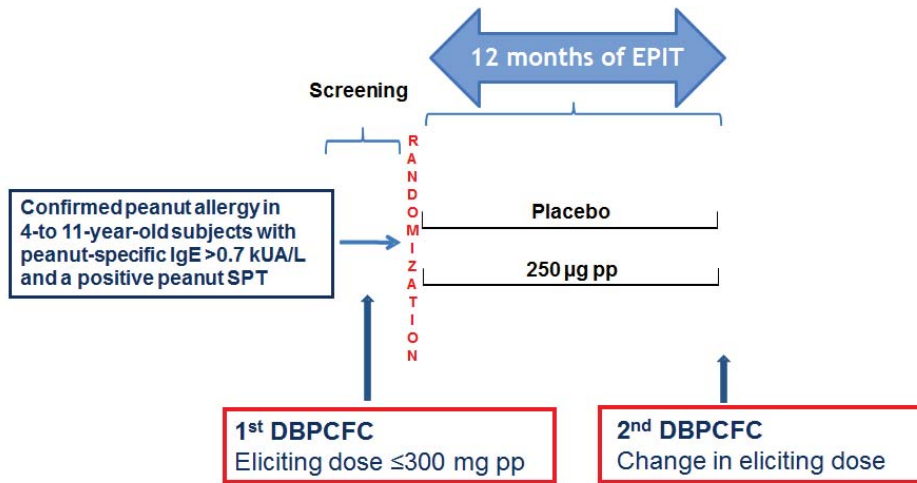 12 months of EPIT
Screening
RANDOMIZATION
Confirmed peanut allergy in
4-to 11-year-old subjects with
peanut-specific IgE >0.7 kUA/L
and a positive peanut SPT
Placebo
250 µg pp
1st DBPCFC
Eliciting dose ≤300 mg pp
2nd DBPCFC
Change in eliciting dose